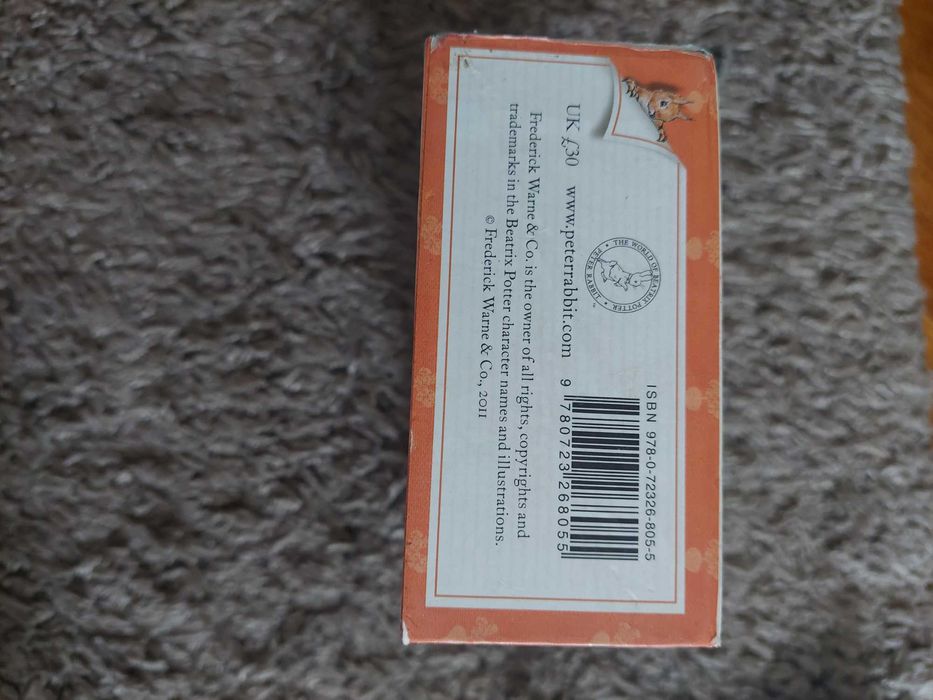 THE WORLD OF BEATRIX POTTER • PETER RABBIT •
ISBN 978-0-72326-805-5
9 780723 268055
UK £30 www.peterrabbit.com
Frederick Warne & Co. is the owner of all rights, copyrights and
trademarks in the Beatrix Potter character names and illustrations.
© Frederick Warne & Co., 2011